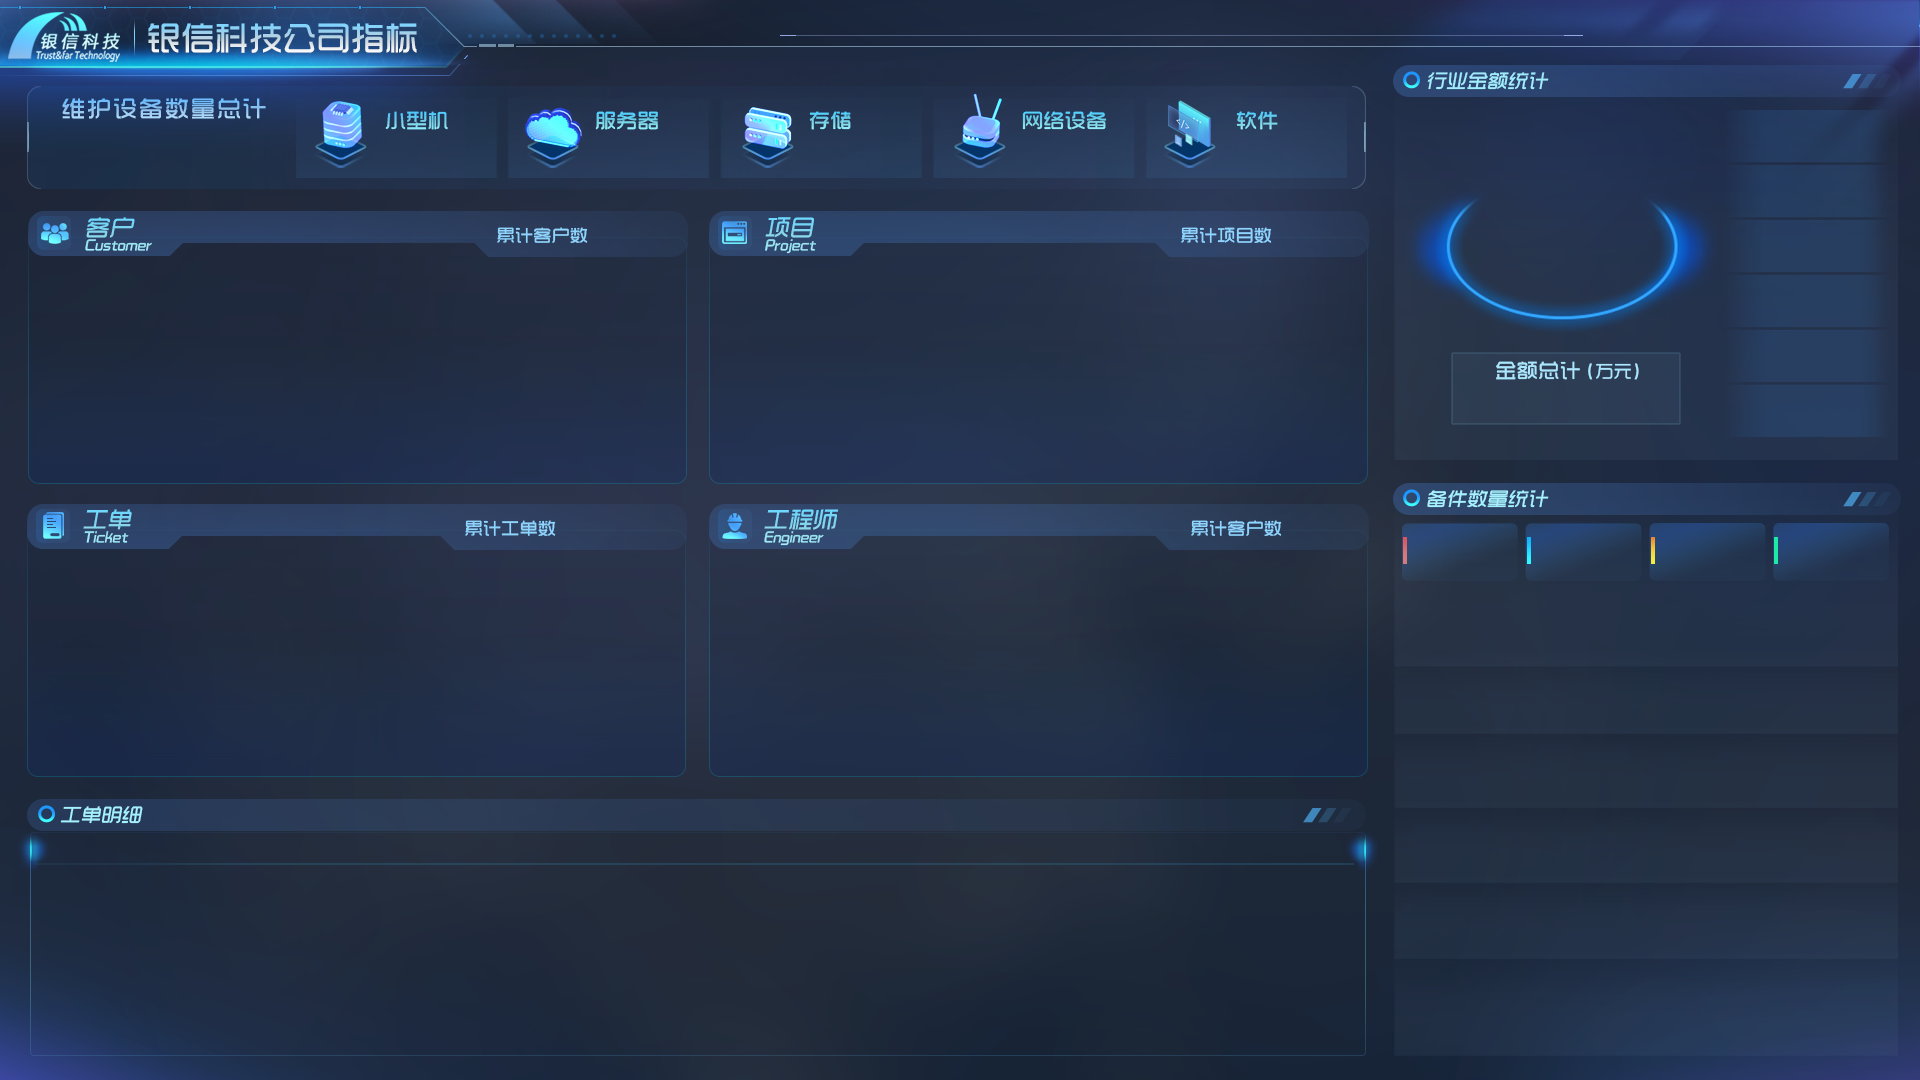 银信科技
Trust&far Technology
银信科技公司指标
维护设备数量总计
小型机
服务器
存储
网络设备
软件
行业金额统计
金额总计 (万元)
客户
Customer
累计客户数
项目
Project
累计项目数
工单
Ticket
累计工单数
工程师
Engineer
累计客户数
备件数量统计
工单明细